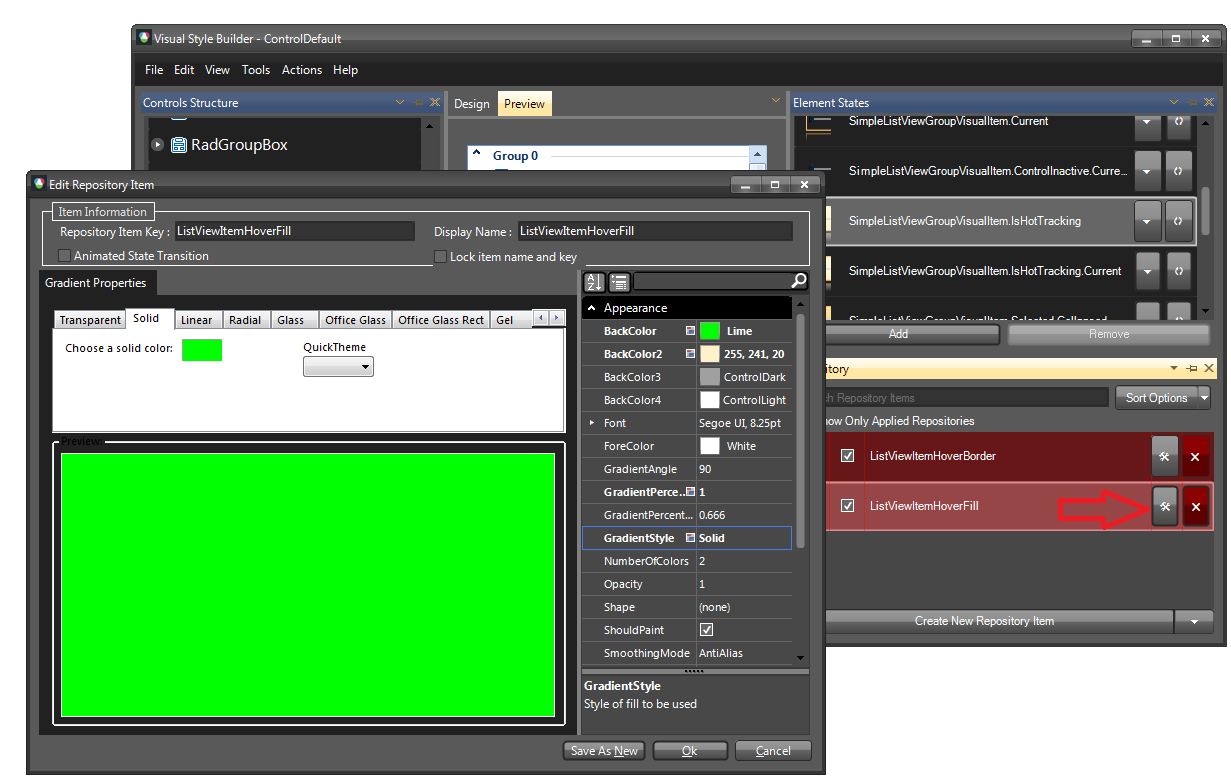 Visual Style Builder - ControlDefault
File Edit View Tools Actions Help
Controls Structure
RadGroupBox
Design Preview
Group 0
Element States
SimpleListViewGroupVisualItem.Current
SimpleListViewGroupVisualItem.ControlInactive.Curre...
SimpleListViewGroupVisualItem.IsHotTracking
SimpleListViewGroupVisualItem.IsHotTracking.Current
SimpleListViewGroupVisualItem.Selected.Collapsed
Add Remove
Repository Items
Sort Options
Only Applied Repositories
ListViewItemHoverBorder
ListViewItemHoverFill
Create New Repository Item
Edit Repository Item
Item Information
Repository Item Key : ListViewItemHoverFill Display Name : ListViewItemHoverFill
Animated State Transition Lock item name and key
Gradient Properties
Transparent Solid Linear Radial Glass Office Glass Office Glass Rect Gel
Choose a solid color: QuickTheme
Preview:
Appearance
BackColor Lime
BackColor2 255, 241, 20
BackColor3 ControlDark
BackColor4 ControlLight
Font Segoe UI, 8.25pt
ForeColor White
GradientAngle 90
GradientPerce... 1
GradientPercent... 0.666
GradientStyle Solid
NumberOfColors 2
Opacity 1
Shape (none)
ShouldPaint
SmoothingMode AntiAlias
GradientStyle
Style of fill to be used
Save As New Ok Cancel